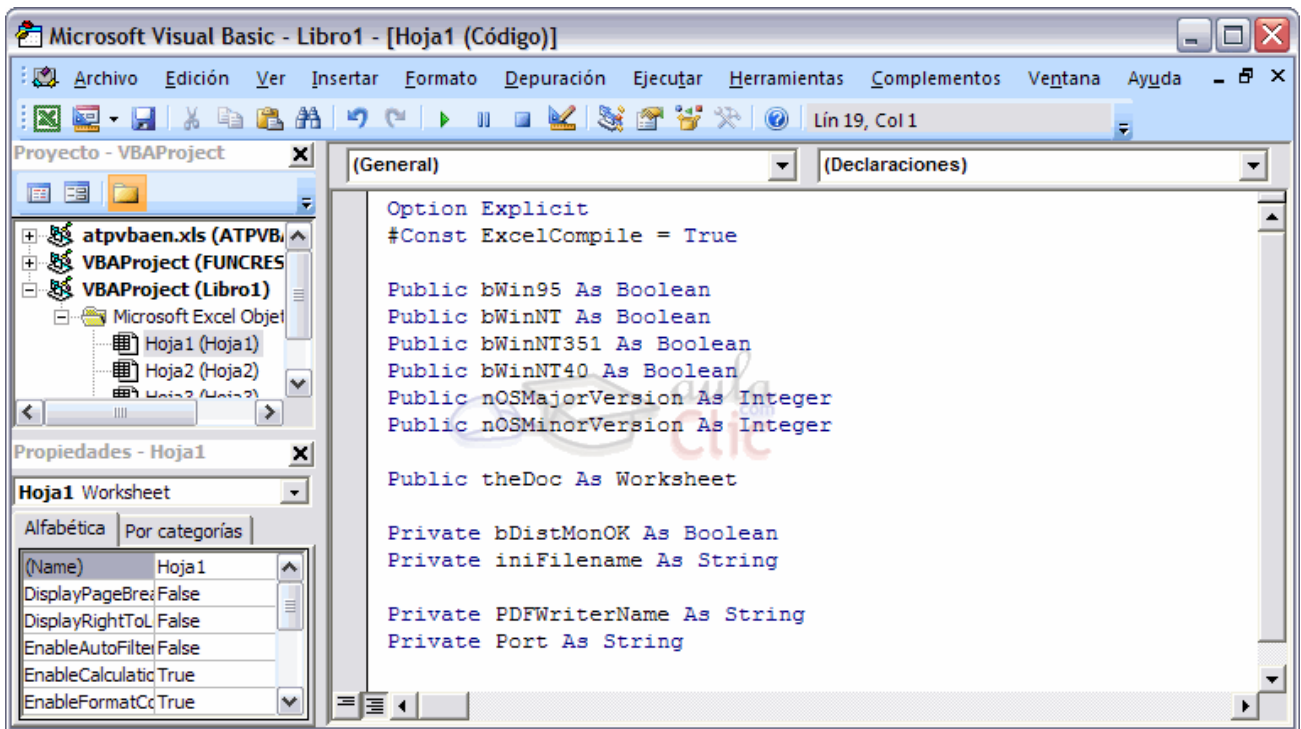 Microsoft Visual Basic - Libro1 - [Hoja1 (Código)]
Archivo Edición Ver Insertar Formato Depuración Ejecutar Herramientas Complementos Ventana Ayuda
Lín 19, Col 1
Proyecto - VBAProject
atpvbaen.xls (ATPVB
VBAProject (FUNCRES
VBAProject (Libro1)
Microsoft Excel Objet
Hoja1 (Hoja1)
Hoja2 (Hoja2)
Hoja3 (Hoja3)
Propiedades - Hoja1
Hoja1 Worksheet
Alfabética Por categorías
(Name) Hoja1
DisplayPageBrea False
DisplayRightToL False
EnableAutoFilter False
EnableCalculatio True
EnableFormatCo True
(General) (Declaraciones)
Option Explicit
#Const ExcelCompile = True
Public bWin95 As Boolean
Public bWinNT As Boolean
Public bWinNT351 As Boolean
Public bWinNT40 As Boolean
Public nOSMajorVersion As Integer
Public nOSMinorVersion As Integer
Public theDoc As Worksheet
Private bDistMonOK As Boolean
Private iniFilename As String
Private PDFWriterName As String
Private Port As String
aula
Clic
.com